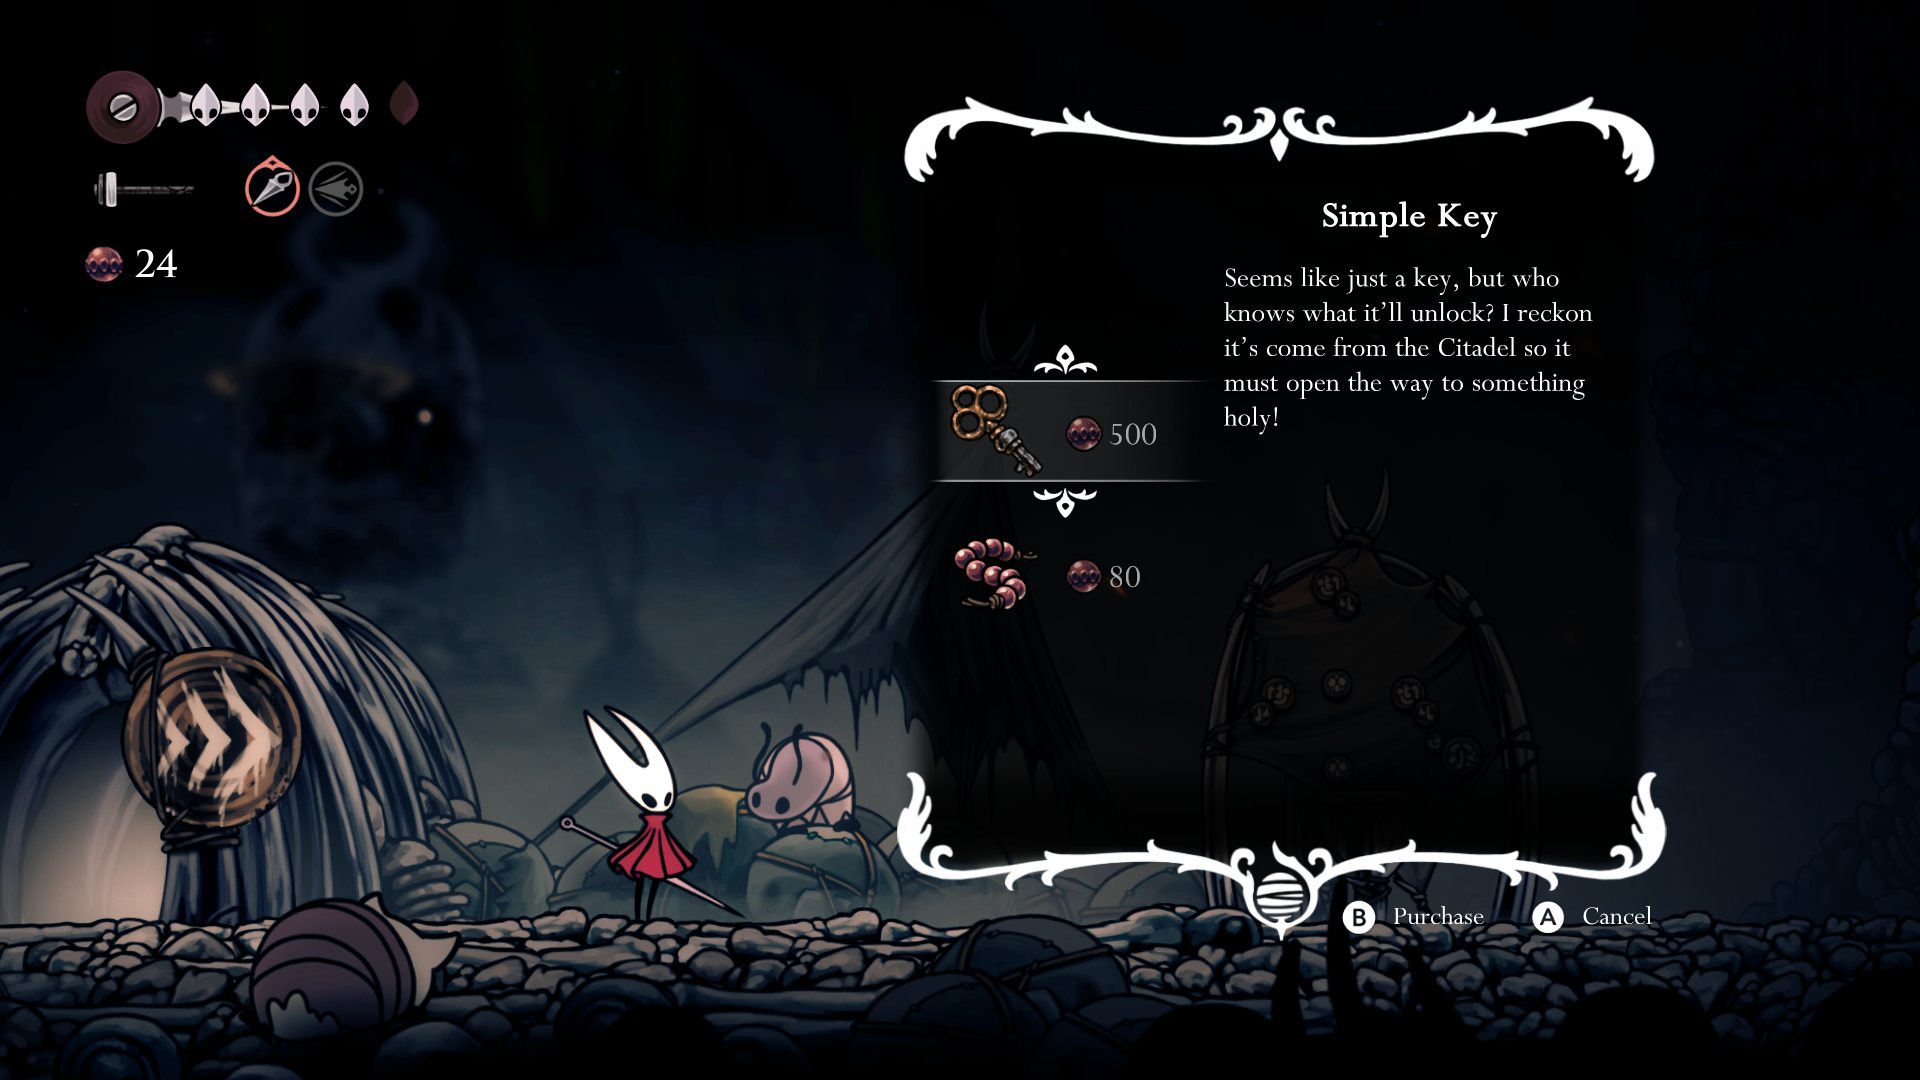 24
Simple Key
Seems like just a key, but who
knows what it’ll unlock? I reckon
it’s come from the Citadel so it
must open the way to something
holy!
500
80
B Purchase A Cancel